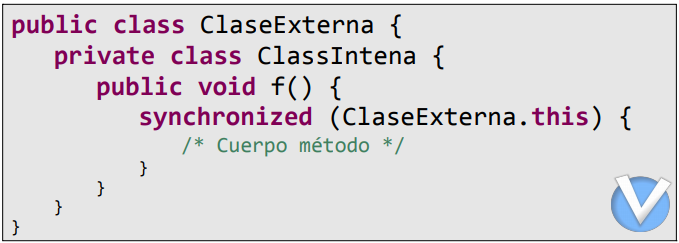 public class ClaseExterna {
private class ClassIntena {
public void f() {
synchronized (ClaseExterna.this) {
/* Cuerpo método */
}
}
}
}